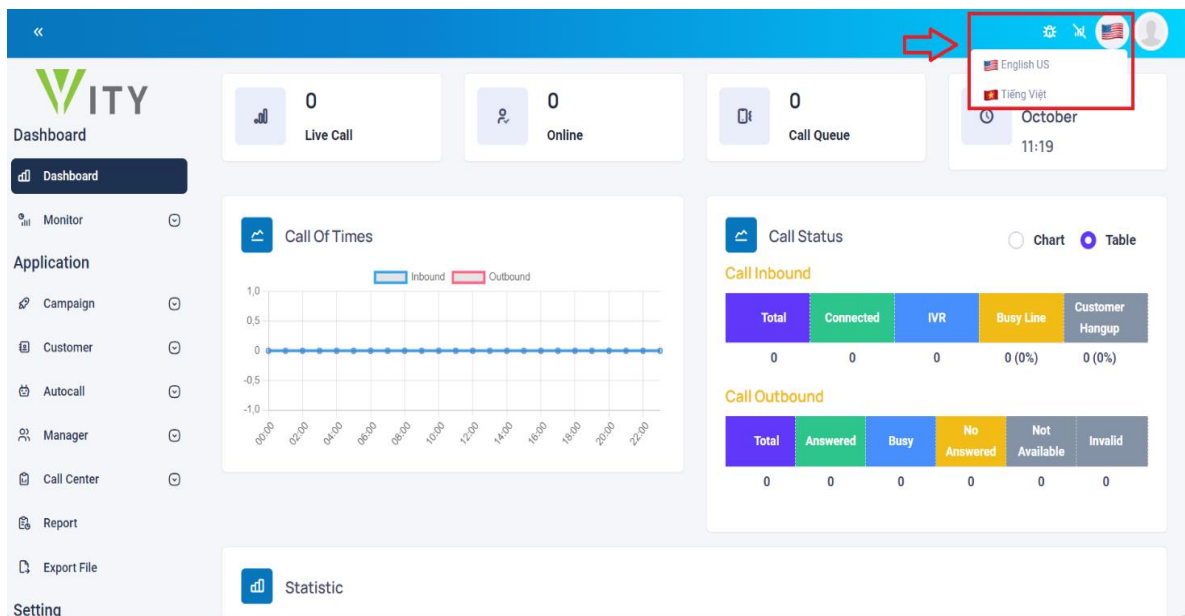 «
VITY
Dashboard
Dashboard
Monitor
Application
Campaign
Customer
Autocall
Manager
Call Center
Report
Export File
Setting
English US
Tiếng Việt
0
Live Call
0
Online
0
Call Queue
October
11:19
Call Of Times
Inbound Outbound
1,0
0,5
0
-0,5
-1,0
00:00 02:00 04:00 06:00 08:00 10:00 12:00 14:00 16:00 18:00 20:00 22:00
Call Status
Chart Table
Call Inbound
Total Connected IVR Busy Line Customer Hangup
0 0 0 0 (0%) 0 (0%)
Call Outbound
Total Answered Busy No Answered Not Available Invalid
0 0 0 0 0 0
Statistic